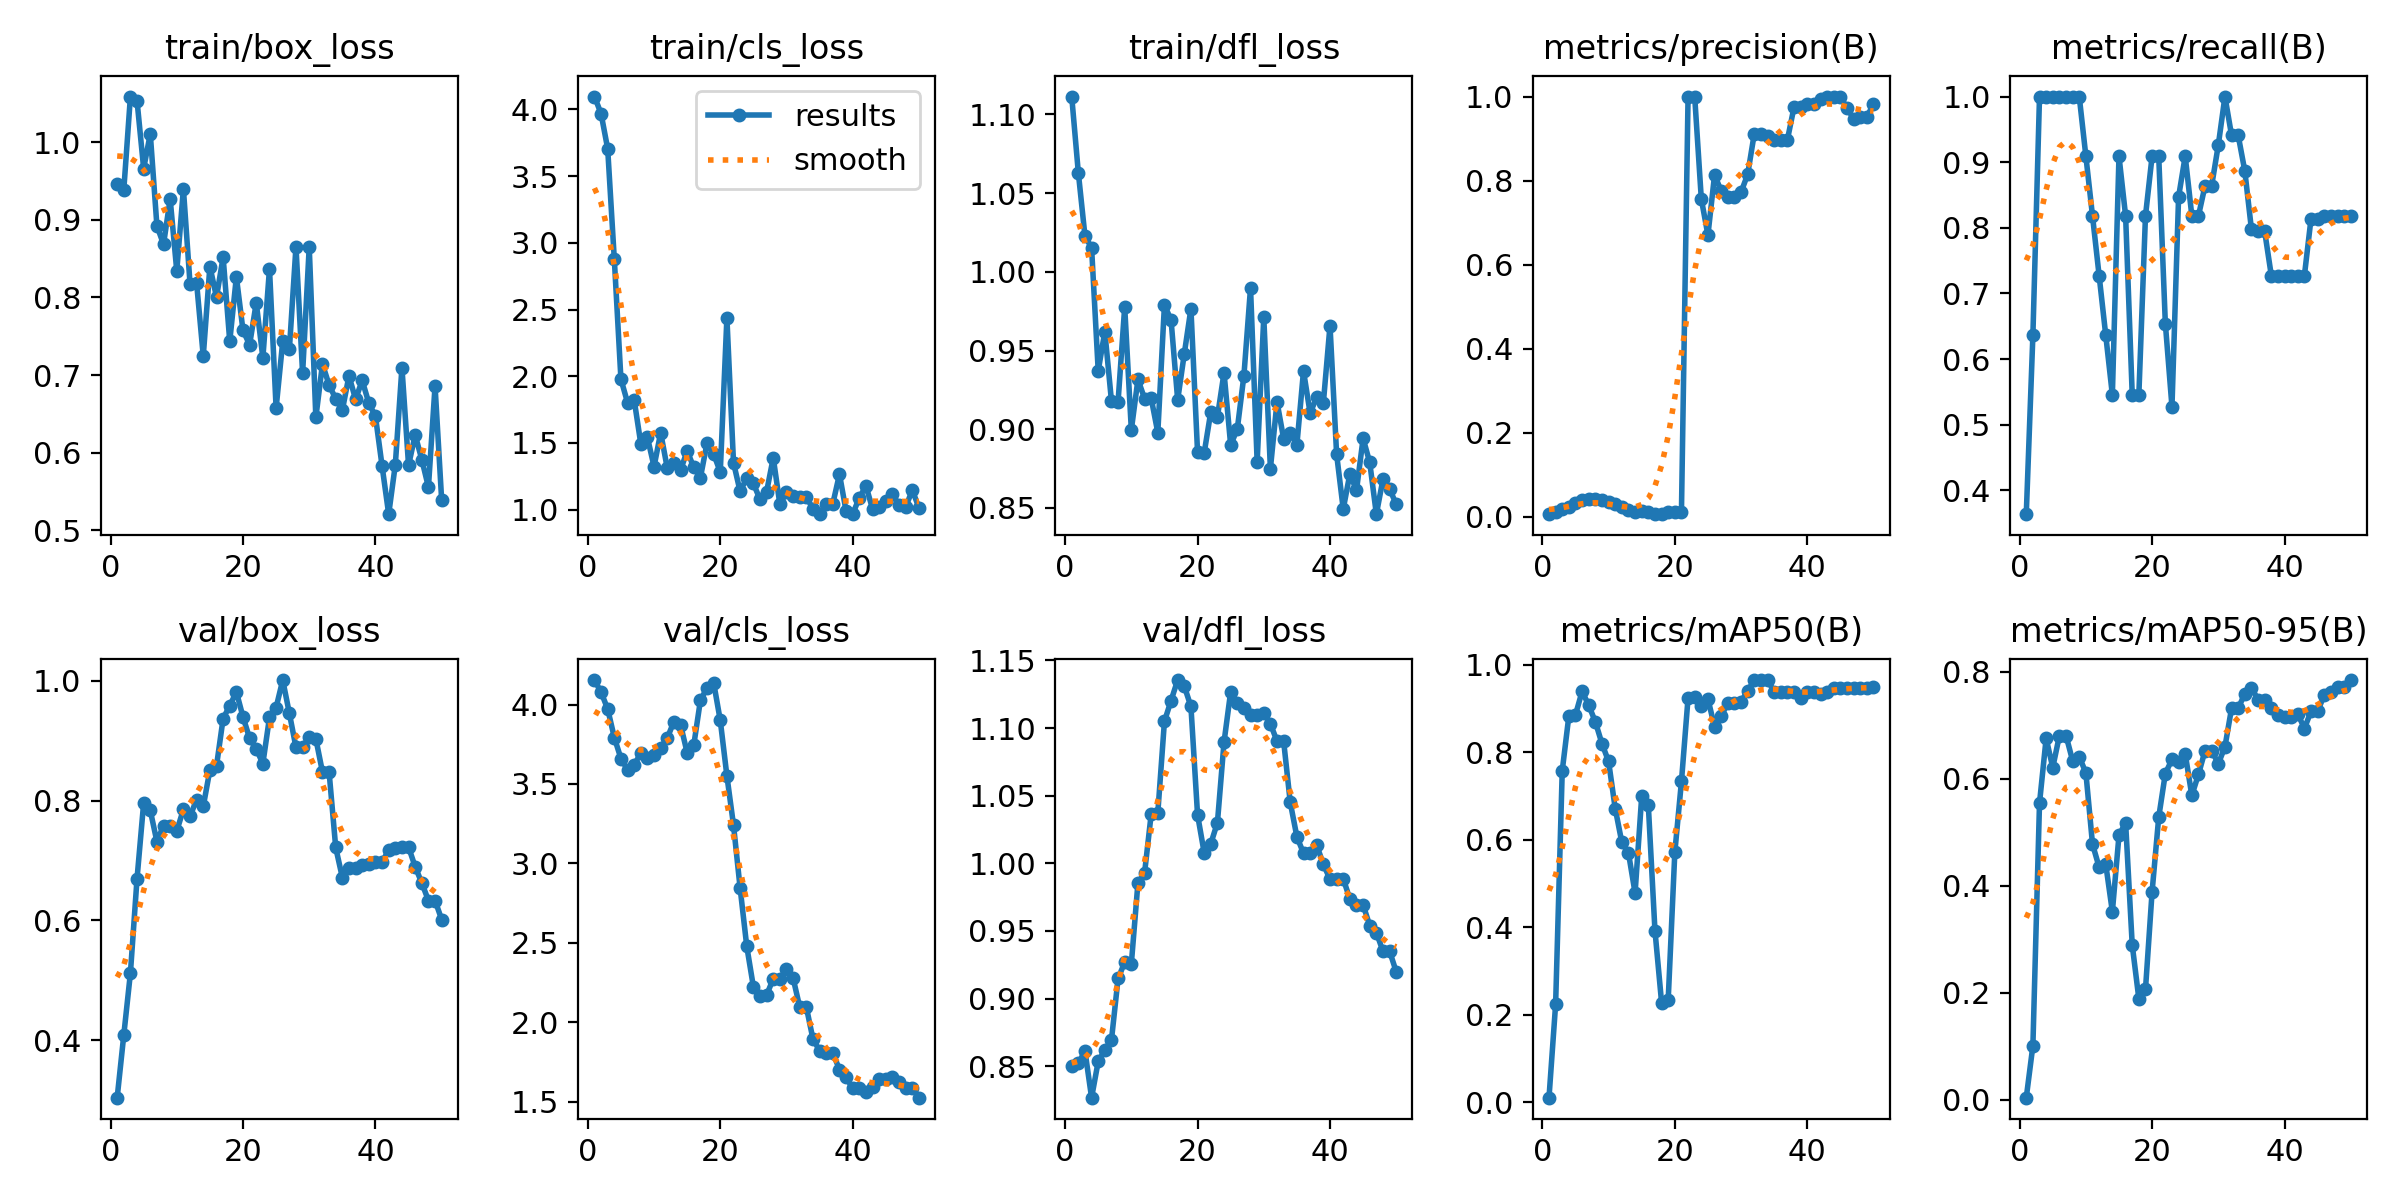 train/box_loss
1.0
0.9
0.8
0.7
0.6
0.5
0 20 40
train/cls_loss
results
smooth
4.0
3.5
3.0
2.5
2.0
1.5
1.0
0 20 40
train/dfl_loss
1.10
1.05
1.00
0.95
0.90
0.85
0 20 40
metrics/precision(B)
1.0
0.8
0.6
0.4
0.2
0.0
0 20 40
metrics/recall(B)
1.0
0.9
0.8
0.7
0.6
0.5
0.4
0 20 40
val/box_loss
1.0
0.8
0.6
0.4
0 20 40
val/cls_loss
4.0
3.5
3.0
2.5
2.0
1.5
0 20 40
val/dfl_loss
1.15
1.10
1.05
1.00
0.95
0.90
0.85
0 20 40
metrics/mAP50(B)
1.0
0.8
0.6
0.4
0.2
0.0
0 20 40
metrics/mAP50-95(B)
0.8
0.6
0.4
0.2
0.0
0 20 40